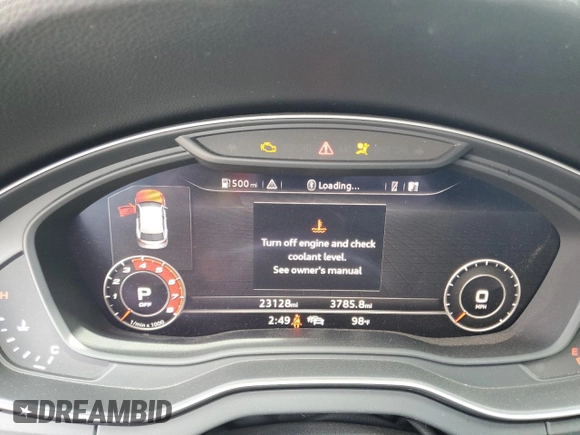 500 mi
Loading...
Turn off engine and check
coolant level.
See owner's manual
H
C
P
OFF
1/min x 1000
0
MPH
E
23128mi 3785.8mi
2:49 98°F
DREAMBID